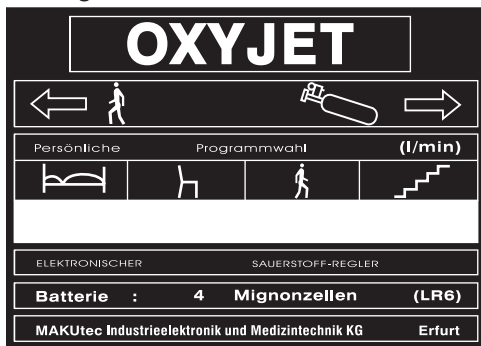 OXYJET
Persönliche Programmwahl (l/min)
ELEKTRONISCHER SAUERSTOFF-REGLER
Batterie : 4 Mignonzellen (LR6)
MAKUtec Industrieelektronik und Medizintechnik KG Erfurt